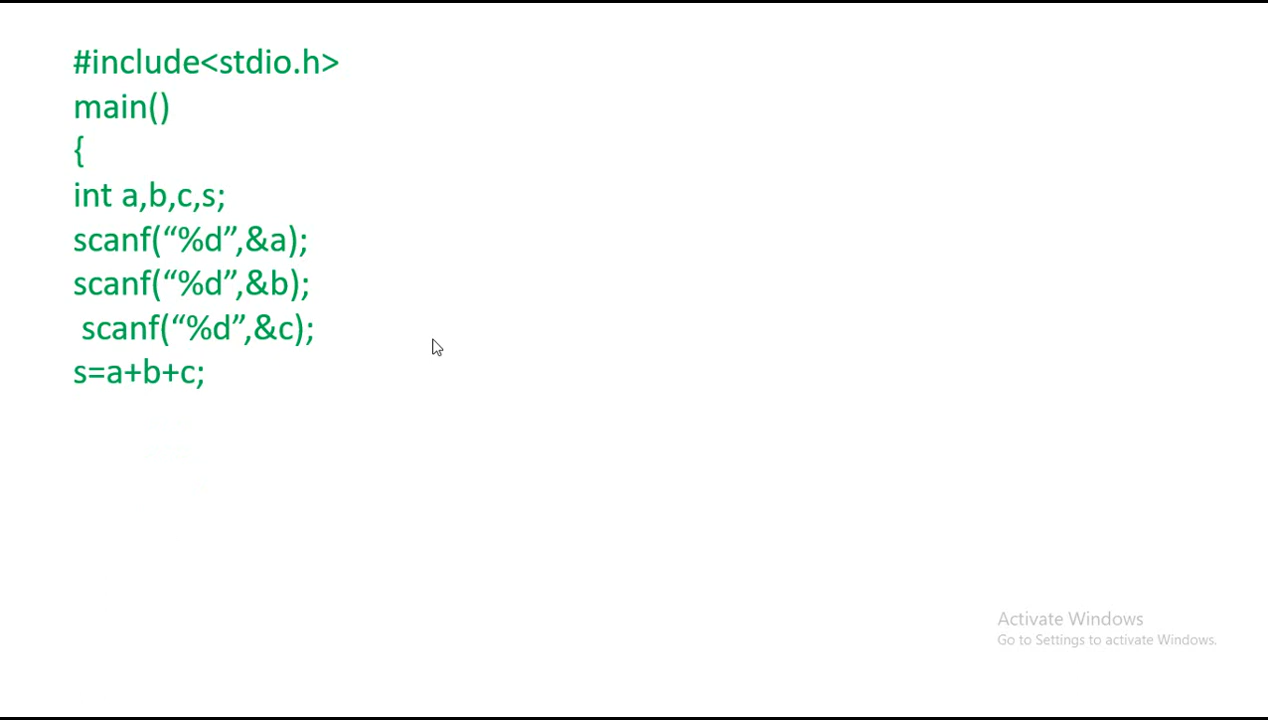 #include<stdio.h>
main()
{
int a,b,c,s;
scanf(“%d”,&a);
scanf(“%d”,&b);
scanf(“%d”,&c);
s=a+b+c;
Activate Windows
Go to Settings to activate Windows.